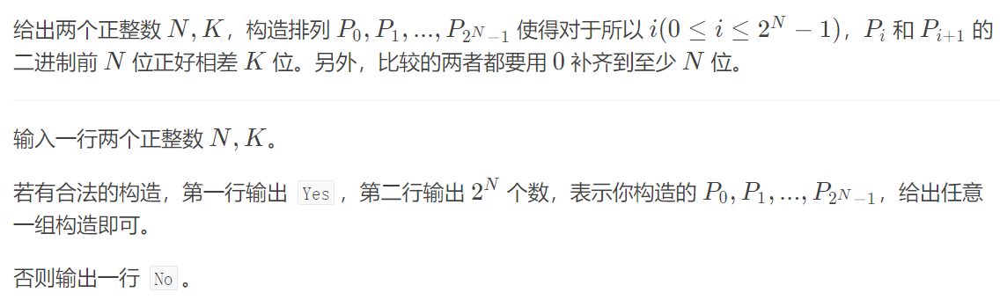 给出两个正整数 N, K，构造排列 P_0, P_1, ..., P_{2^N-1} 使得对于所以 i(0 ≤ i ≤ 2^N − 1)，P_i 和 P_{i+1} 的
二进制前 N 位正好相差 K 位。另外，比较的两者都要用 0 补齐到至少 N 位。
输入一行两个正整数 N, K。
若有合法的构造，第一行输出 Yes ，第二行输出 2^N 个数，表示你构造的 P_0, P_1, ..., P_{2^N-1}，给出任意
一组构造即可。
否则输出一行 No 。